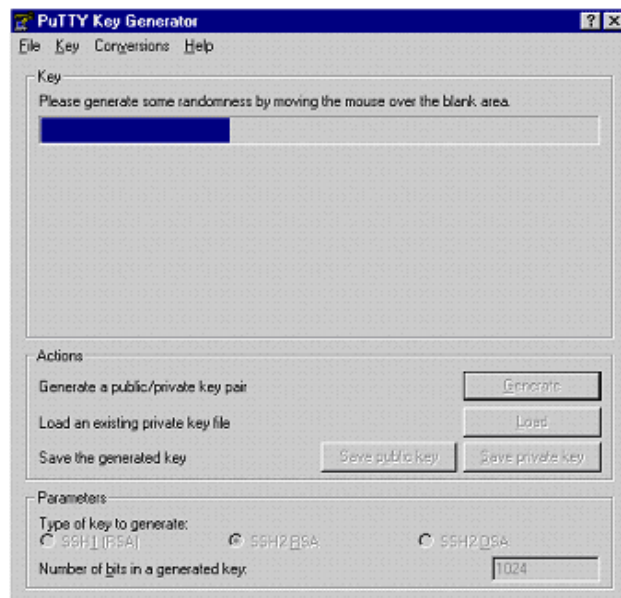 PuTTY Key Generator
File Key Conversions Help
Key
Please generate some randomness by moving the mouse over the blank area.
Actions
Generate a public/private key pair Generate
Load an existing private key file Load
Save the generated key Save public key Save private key
Parameters
Type of key to generate:
SSH1 (RSA) SSH2 RSA SSH2 DSA
Number of bits in a generated key: 1024